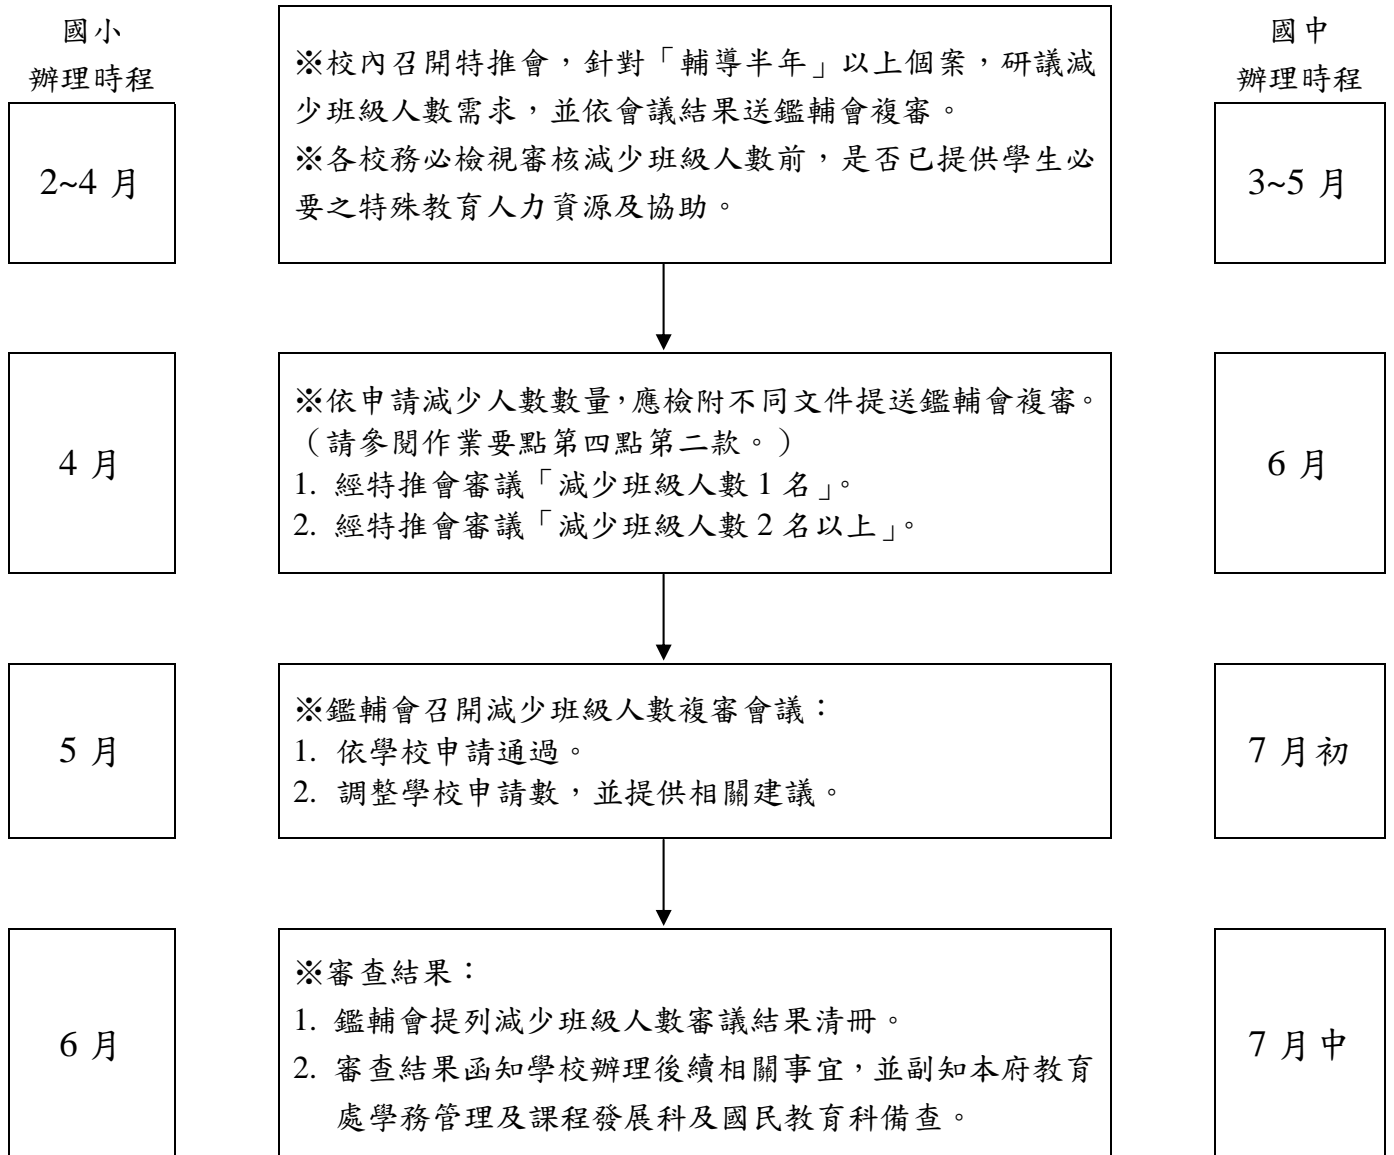 國小
辦理時程
國中
辦理時程
2~4 月
※校內召開特推會，針對「輔導半年」以上個案，研議減
少班級人數需求，並依會議結果送鑑輔會複審。
※各校務必檢視審核減少班級人數前，是否已提供學生必
要之特殊教育人力資源及協助。
3~5 月
4 月
※依申請減少人數數量，應檢附不同文件提送鑑輔會複審。
（請參閱作業要點第四點第二款。）
1. 經特推會審議「減少班級人數 1 名」。
2. 經特推會審議「減少班級人數 2 名以上」。
6 月
5 月
※鑑輔會召開減少班級人數複審會議：
1. 依學校申請通過。
2. 調整學校申請數，並提供相關建議。
7 月初
6 月
※審查結果：
1. 鑑輔會提列減少班級人數審議結果清冊。
2. 審查結果函知學校辦理後續相關事宜，並副知本府教育
處學務管理及課程發展科及國民教育科備查。
7 月中